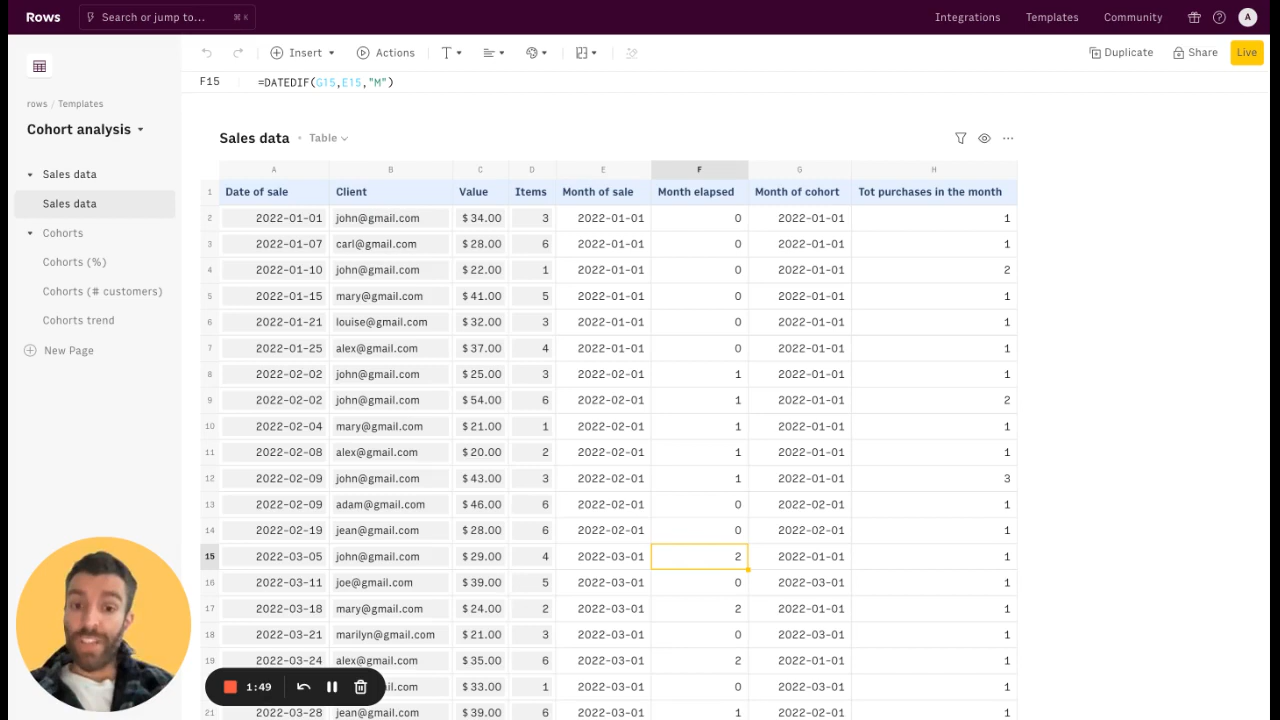 Rows Search or jump to... ⌘ K Integrations Templates Community A
Insert Actions T Duplicate Share Live
F15 =DATEDIF(G15,E15,"M")
rows / Templates
Cohort analysis
Sales data
Sales data
Cohorts
Cohorts (%)
Cohorts (# customers)
Cohorts trend
New Page
Sales data • Table
A B C D E F G H
1 Date of sale Client Value Items Month of sale Month elapsed Month of cohort Tot purchases in the month
2 2022-01-01 john@gmail.com $ 34.00 3 2022-01-01 0 2022-01-01 1
3 2022-01-07 carl@gmail.com $ 28.00 6 2022-01-01 0 2022-01-01 1
4 2022-01-10 john@gmail.com $ 22.00 1 2022-01-01 0 2022-01-01 2
5 2022-01-15 mary@gmail.com $ 41.00 5 2022-01-01 0 2022-01-01 1
6 2022-01-21 louise@gmail.com $ 32.00 3 2022-01-01 0 2022-01-01 1
7 2022-01-25 alex@gmail.com $ 37.00 4 2022-01-01 0 2022-01-01 1
8 2022-02-02 john@gmail.com $ 25.00 3 2022-02-01 1 2022-01-01 1
9 2022-02-02 john@gmail.com $ 54.00 6 2022-02-01 1 2022-01-01 2
10 2022-02-04 mary@gmail.com $ 21.00 1 2022-02-01 1 2022-01-01 1
11 2022-02-08 alex@gmail.com $ 20.00 2 2022-02-01 1 2022-01-01 1
12 2022-02-09 john@gmail.com $ 43.00 3 2022-02-01 1 2022-01-01 3
13 2022-02-09 adam@gmail.com $ 46.00 6 2022-02-01 0 2022-02-01 1
14 2022-02-19 jean@gmail.com $ 28.00 6 2022-02-01 0 2022-02-01 1
15 2022-03-05 john@gmail.com $ 29.00 4 2022-03-01 2 2022-01-01 1
16 2022-03-11 joe@gmail.com $ 39.00 5 2022-03-01 0 2022-03-01 1
17 2022-03-18 mary@gmail.com $ 24.00 2 2022-03-01 2 2022-01-01 1
18 2022-03-21 marilyn@gmail.com $ 21.00 3 2022-03-01 0 2022-03-01 1
19 2022-03-24 alex@gmail.com $ 35.00 6 2022-03-01 2 2022-01-01 1
1:49 il.com $ 33.00 1 2022-03-01 0 2022-03-01 1
21 2022-03-28 jean@gmail.com $ 39.00 6 2022-03-01 1 2022-02-01 1